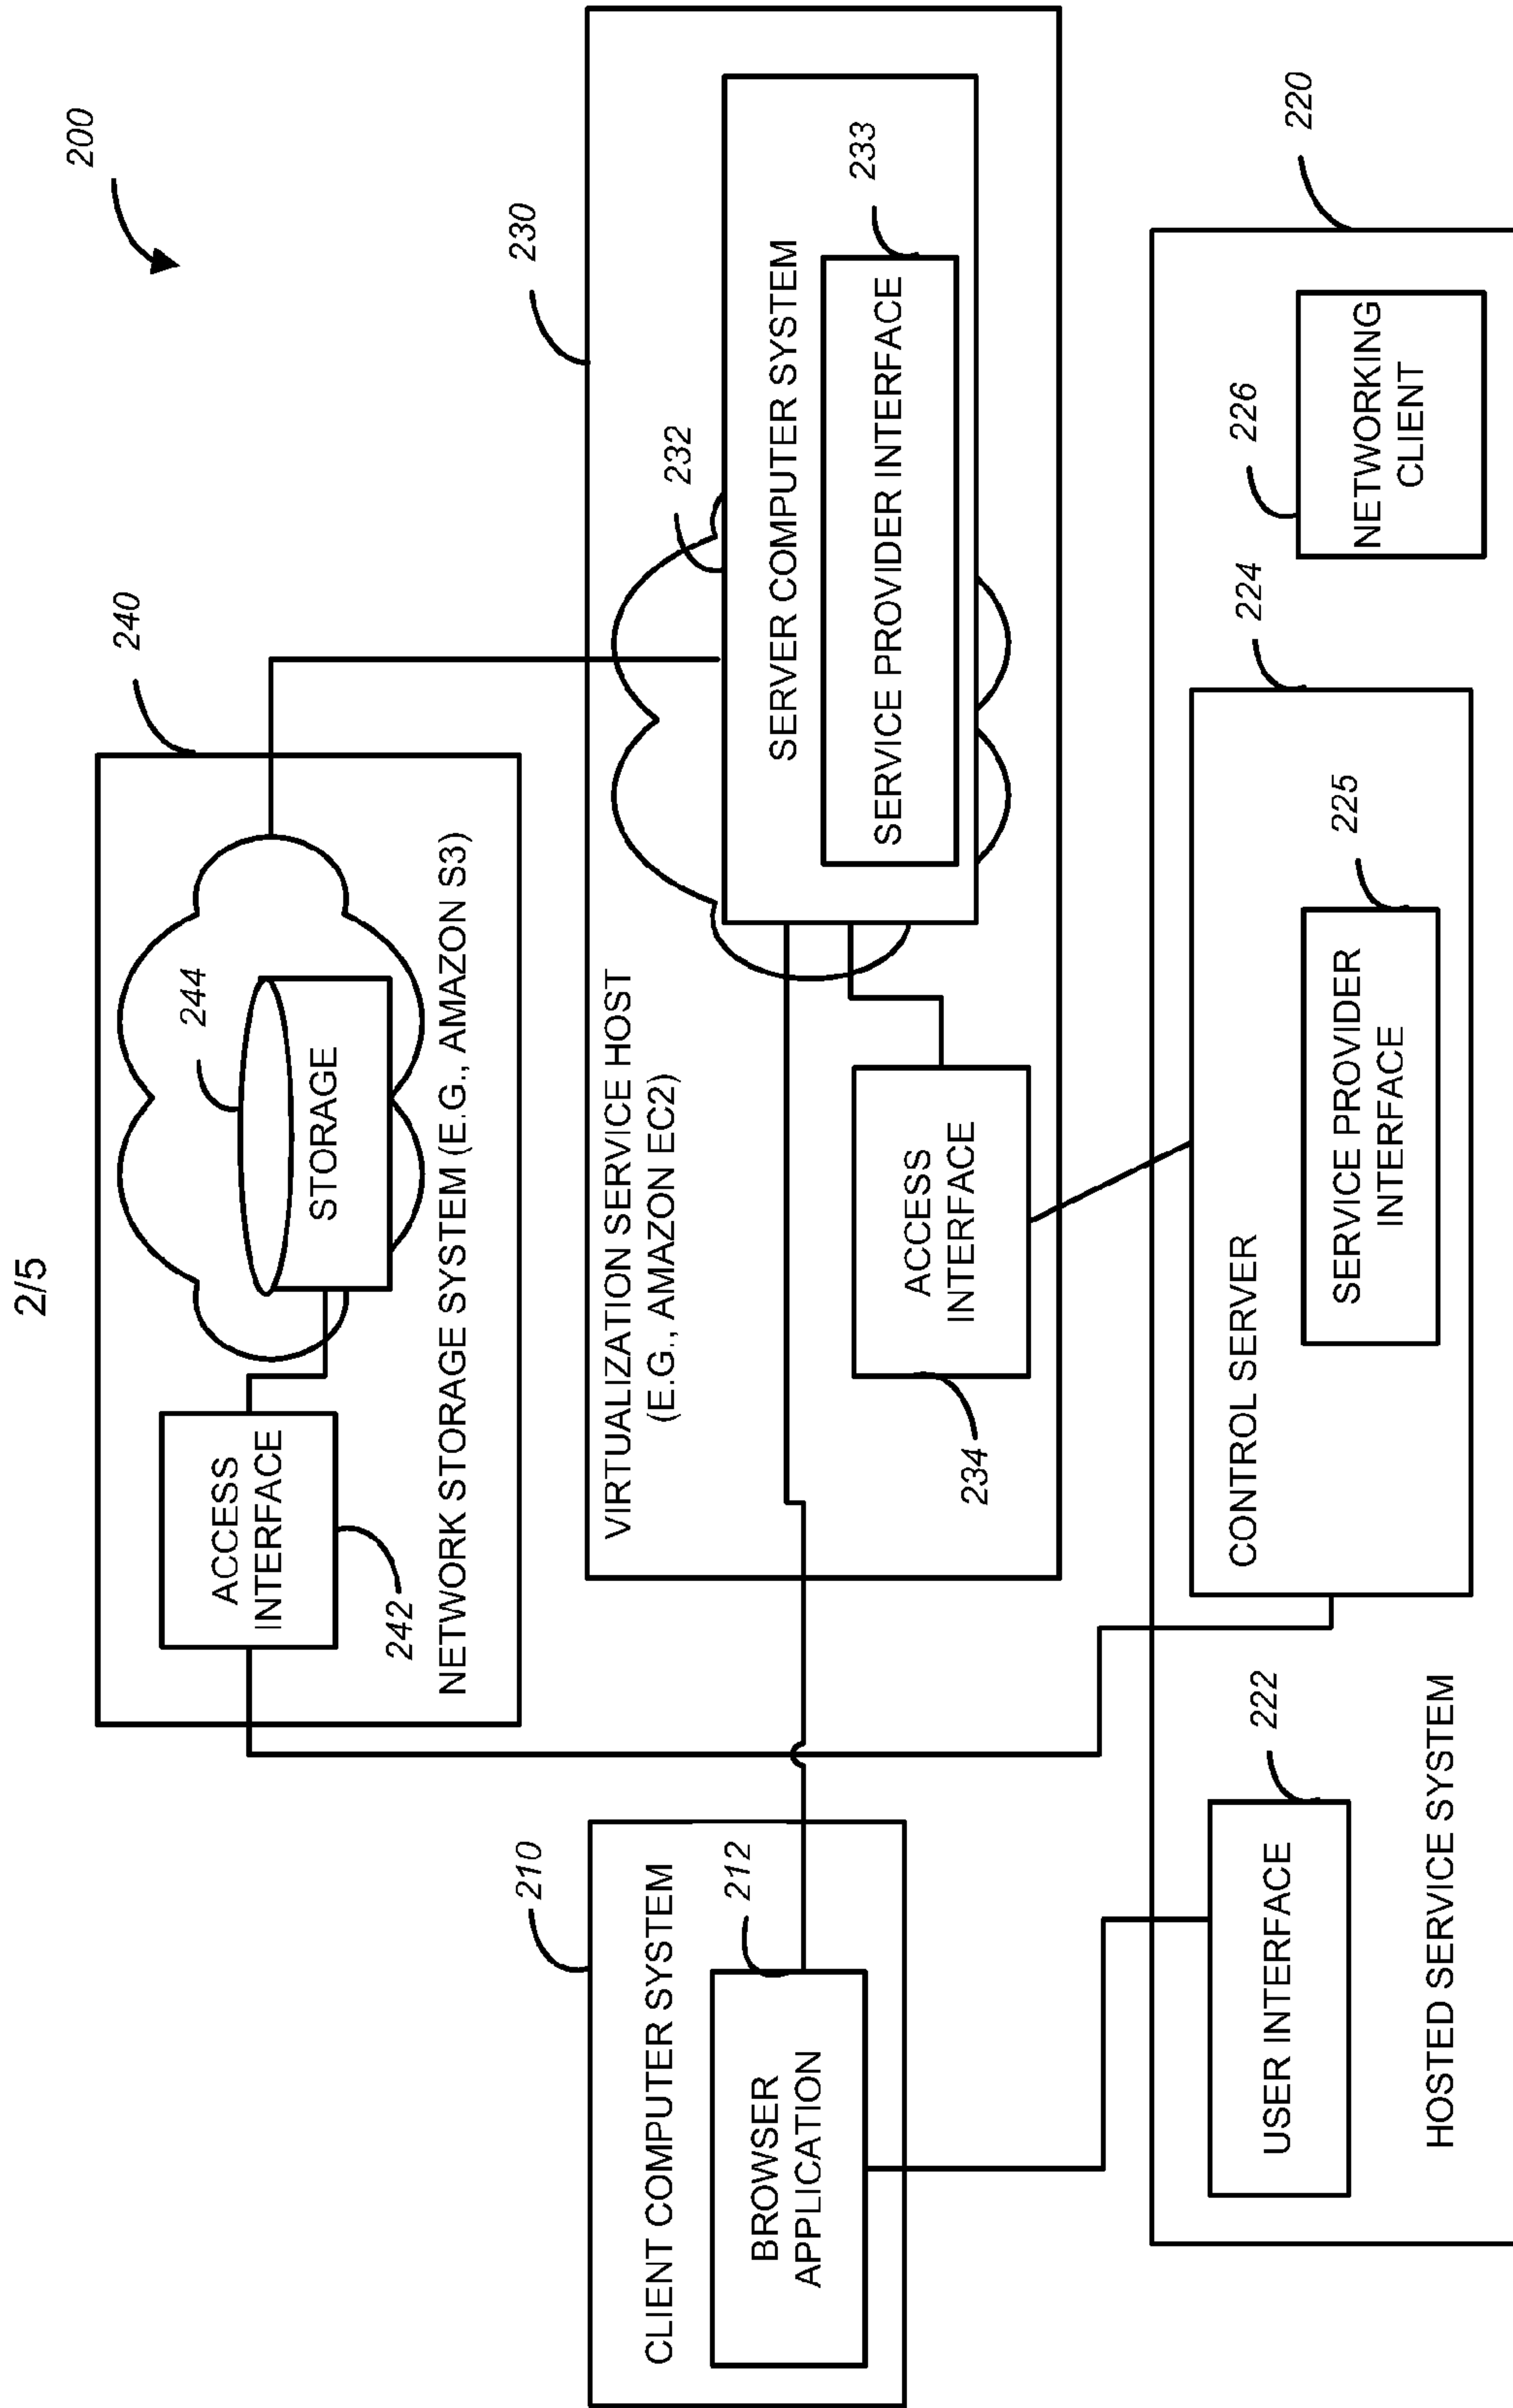 2/5
200
240
ACCESS
INTERFACE
242
244
STORAGE
NETWORK STORAGE SYSTEM (E.G., AMAZON S3)
210
CLIENT COMPUTER SYSTEM
212
BROWSER
APPLICATION
230
VIRTUALIZATION SERVICE HOST
(E.G., AMAZON EC2)
232
SERVER COMPUTER SYSTEM
233
SERVICE PROVIDER INTERFACE
ACCESS
INTERFACE
234
220
222
USER INTERFACE
HOSTED SERVICE SYSTEM
224
CONTROL SERVER
225
SERVICE PROVIDER
INTERFACE
226
NETWORKING
CLIENT